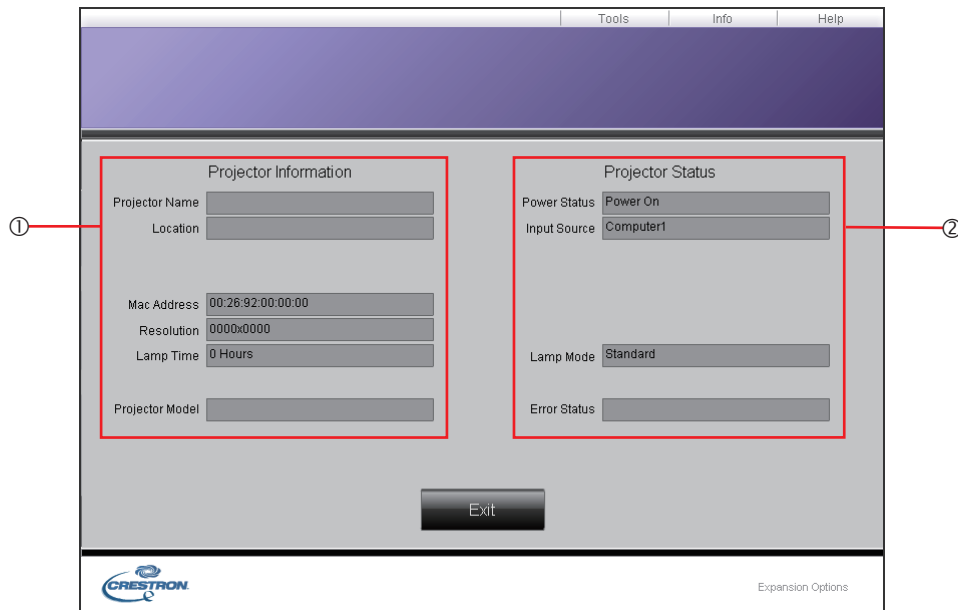 Tools Info Help
Projector Information
Projector Name
Location
Mac Address 00:26:92:00:00:00
Resolution 0000x0000
Lamp Time 0 Hours
Projector Model
①
Projector Status
Power Status Power On
Input Source Computer1
Lamp Mode Standard
Error Status
②
Exit
CRESTRON
Expansion Options